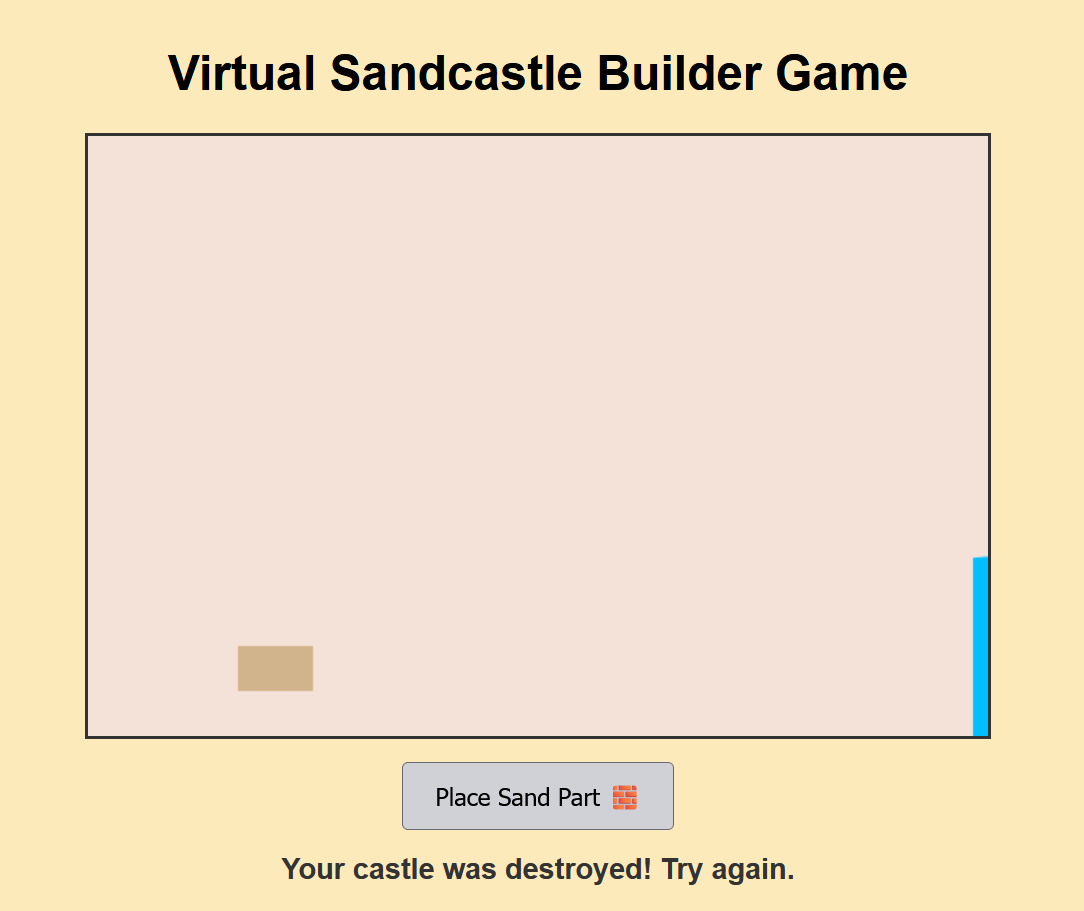 Virtual Sandcastle Builder Game
Place Sand Part 🧱
Your castle was destroyed! Try again.